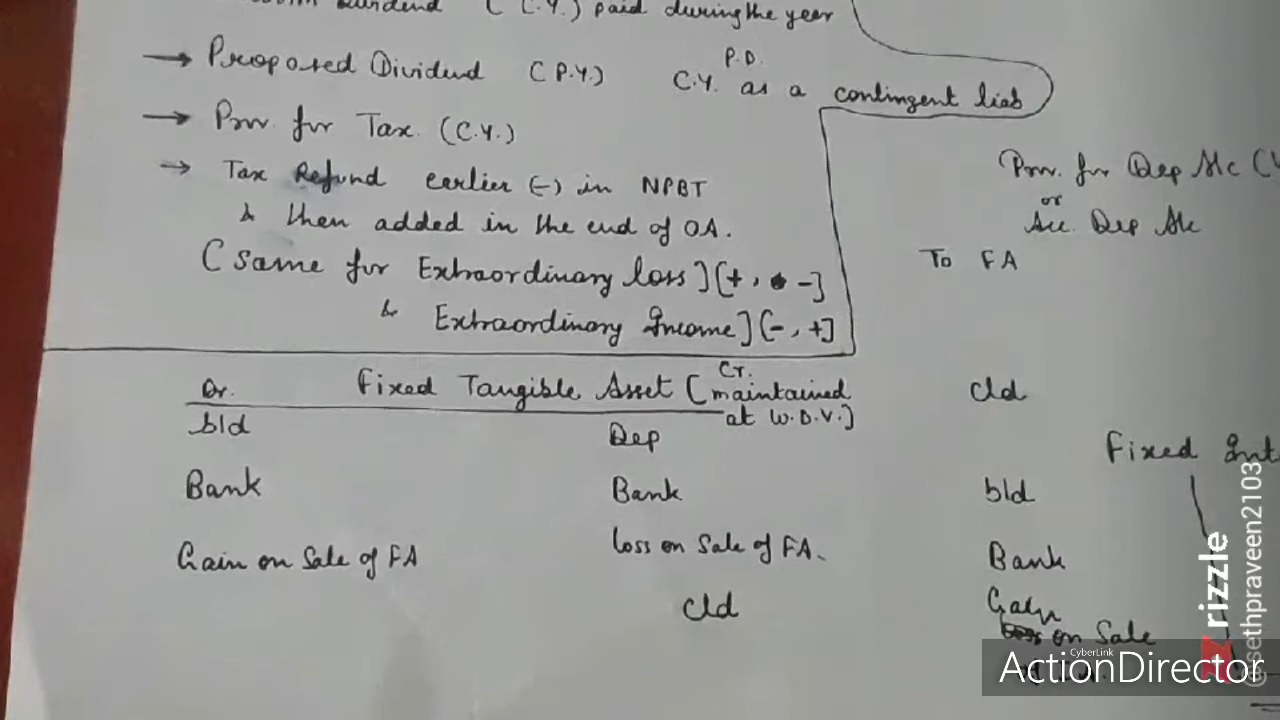 Dividend (C.Y.) paid during the year
→ Proposed Dividend (P.Y.) P.D.
C.Y. as a contingent liab
→ Prov. for Tax (C.Y.)
→ Tax Refund earlier (-) in NPBT
& then added in the end of OA.
(Same for Extraordinary loss] [+, -]
& Extraordinary Income] [-, +]
Prov. for Dep A/c (
or
Acc. Dep A/c
To FA
Dr. Fixed Tangible Asset [maintained Cr.
at W.D.V.]
b/d Dep
Bank Bank
Gain on Sale of FA Loss on Sale of FA.
c/d
c/d
b/d
Bank
Gain
on Sale
Fixed Int
CyberLink
ActionDirector
rizzle
@sethpraveen2103